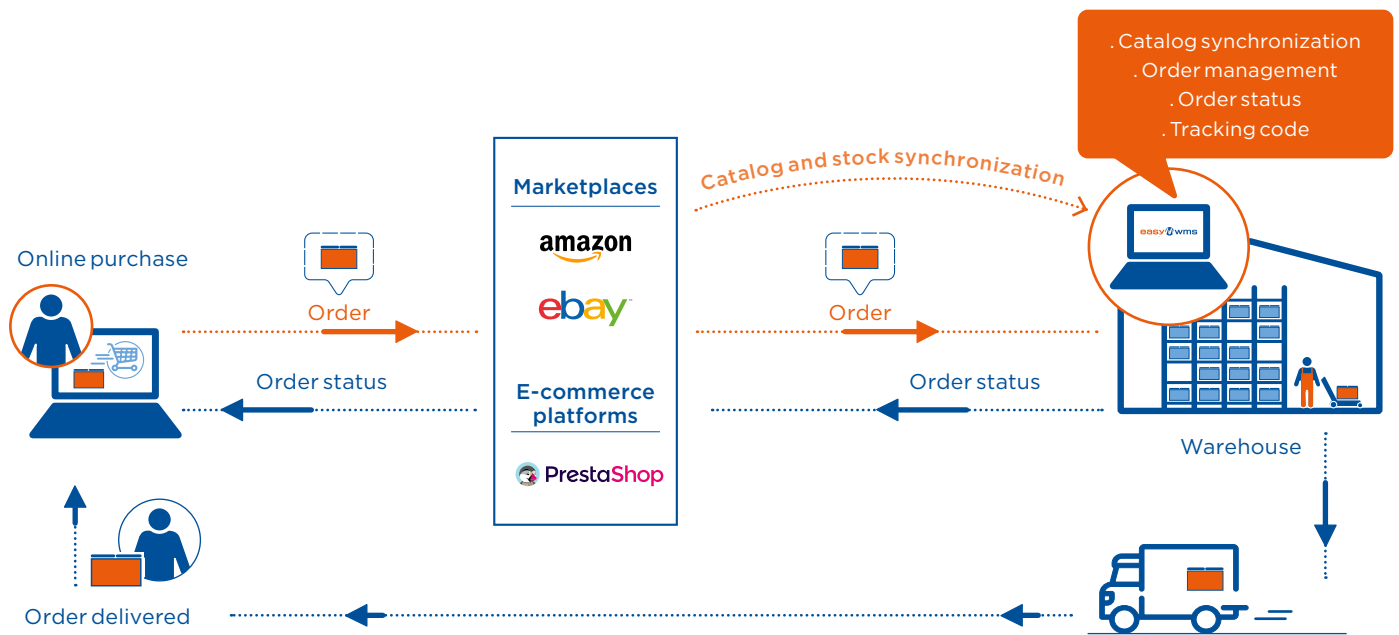 . Catalog synchronization
. Order management
. Order status
. Tracking code
Catalog and stock synchronization
easy wms
Marketplaces
amazon
ebay™
E-commerce
platforms
PrestaShop
Online purchase
Order
Order
Order status
Order status
Warehouse
Order delivered